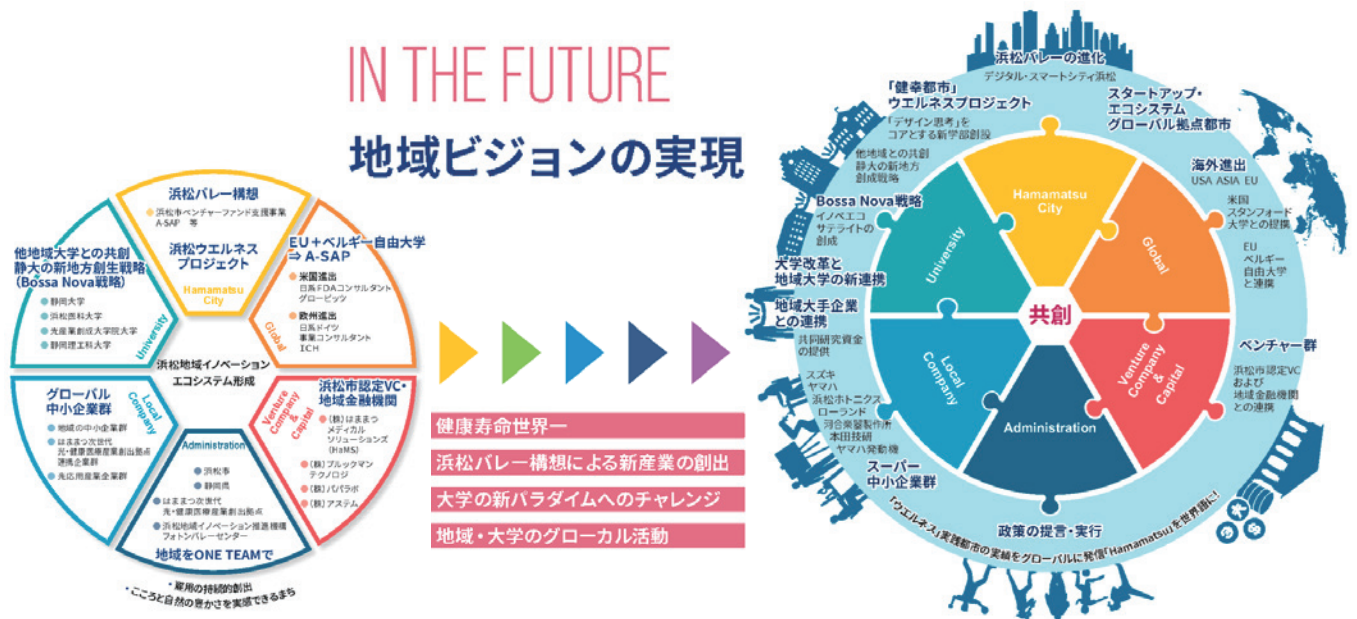 IN THE FUTURE
地域ビジョンの実現
浜松バレー構想
浜松市ベンチャーファンド支援事業
A-SAP 等
浜松ウエルネス
プロジェクト
Hamamatsu
City
他地域大学との共創
静大の新地方創生戦略
(Bossa Nova戦略)
静岡大学
浜松医科大学
光産業創成大学院大学
静岡理工科大学
University
EU+ベルギー自由大学
⇒ A-SAP
米国進出
日系FDAコンサルタント
グロービッツ
欧州進出
日系ドイツ
事業コンサルタント
ICH
Global
浜松地域イノベーション
エコシステム形成
グローバル
中小企業群
地域の中小企業群
はままつ次世代
光・健康医療産業創出拠点
連携企業群
光応用産業企業群
Local
Company
浜松市認定VC・
地域金融機関
(株)はままつ
メディカル
ソリューションズ
(HaMS)
(株)ブルックマン
テクノロジ
(株)パパラボ
(株)アステム
Venture
Company
&
Capital
Administration
浜松市
静岡県
はままつ次世代
光・健康医療産業創出拠点
浜松地域イノベーション推進機構
フォトンバレーセンター
地域をONE TEAMで
・雇用の持続的創出
・こころと自然の豊かさを実感できるまち
健康寿命世界一
浜松バレー構想による新産業の創出
大学の新パラダイムへのチャレンジ
地域・大学のグローカル活動
浜松バレーの進化
デジタル・スマートシティ浜松
「健幸都市」
ウエルネスプロジェクト
「デザイン思考」を
コアとする新学部創設
他地域との共創
静大の新地方
創成戦略
Bossa Nova戦略
イノベエコ
サテライトの
創成
大学改革と
地域大学の新連携
地域大手企業
との連携
共同研究資金
の提供
スズキ
ヤマハ
浜松ホトニクス
ローランド
河合楽器製作所
本田技研
ヤマハ発動機
スーパー
中小企業群
スタートアップ・
エコシステム
グローバル拠点都市
海外進出
USA ASIA EU
米国
スタンフォード
大学との提携
EU
ベルギー
自由大学
と連携
ベンチャー群
浜松市認定VC
および
地域金融機関
との連携
Hamamatsu
City
Global
Venture
Company
&
Capital
Administration
Local
Company
University
共創
政策の提言・実行
「ウエルネス」実践都市の実績をグローバルに発信「Hamamatsu」を世界語に!